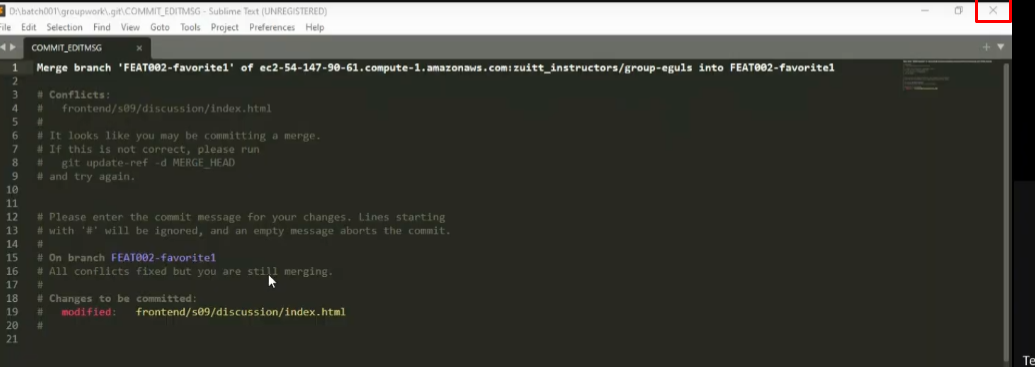 D:\batch001\groupwork\.git\COMMIT_EDITMSG - Sublime Text (UNREGISTERED)
File Edit Selection Find View Goto Tools Project Preferences Help
COMMIT_EDITMSG
1 Merge branch 'FEAT002-favorite1' of ec2-54-147-90-61.compute-1.amazonaws.com:zuitt_instructors/group-eguls into FEAT002-favorite1
2
3 # Conflicts:
4 # frontend/s09/discussion/index.html
5 #
6 # It looks like you may be committing a merge.
7 # If this is not correct, please run
8 # git update-ref -d MERGE_HEAD
9 # and try again.
10
11
12 # Please enter the commit message for your changes. Lines starting
13 # with '#' will be ignored, and an empty message aborts the commit.
14 #
15 # On branch FEAT002-favorite1
16 # All conflicts fixed but you are still merging.
17 #
18 # Changes to be committed:
19 # modified: frontend/s09/discussion/index.html
20 #
21
Te